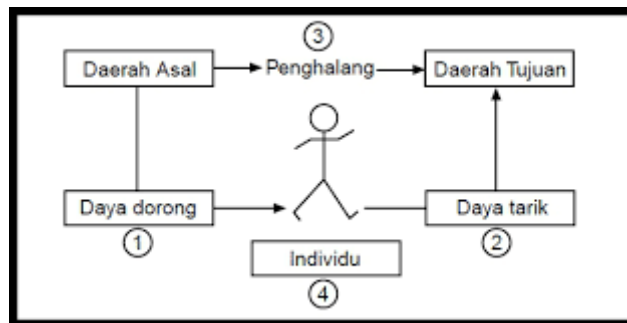 ③
Daerah Asal Penghalang Daerah Tujuan
Daya dorong Daya tarik
① ②
Individu
④